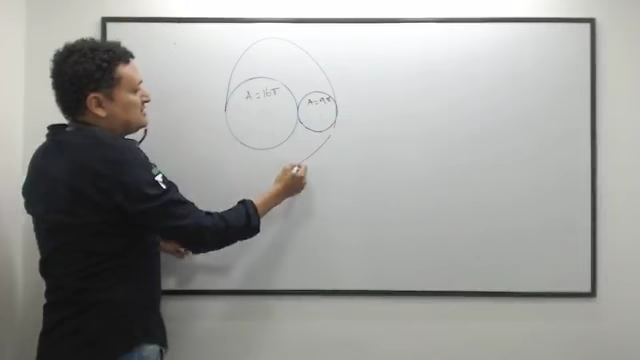 A = 16π
A = 9π